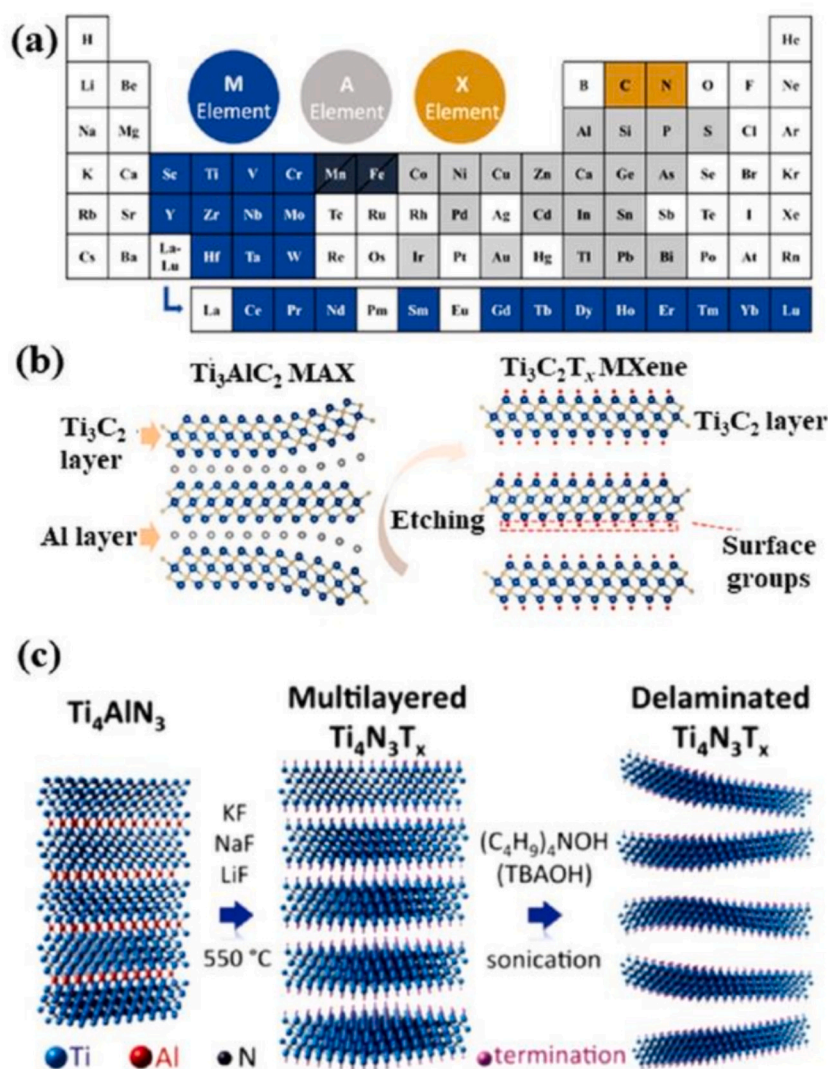 (a)
H He
M Element A Element X Element
Li Be B C N O F Ne
Na Mg Al Si P S Cl Ar
K Ca Sc Ti V Cr Mn Fe Co Ni Cu Zn Ca Ge As Se Br Kr
Rb Sr Y Zr Nb Mo Tc Ru Rh Pd Ag Cd In Sn Sb Te I Xe
Cs Ba La-Lu Hf Ta W Re Os Ir Pt Au Hg Tl Pb Bi Po At Rn
La Ce Pr Nd Pm Sm Eu Gd Tb Dy Ho Er Tm Yb Lu
(b)
Ti₃AlC₂ MAX
Ti₃C₂Tₓ MXene
Ti₃C₂
layer
Ti₃C₂ layer
Al layer
Etching
Surface
groups
(c)
Ti₄AlN₃
Multilayered
Ti₄N₃Tₓ
Delaminated
Ti₄N₃Tₓ
KF
NaF
LiF
550 °C
(C₄H₉)₄NOH
(TBAOH)
sonication
Ti Al N termination